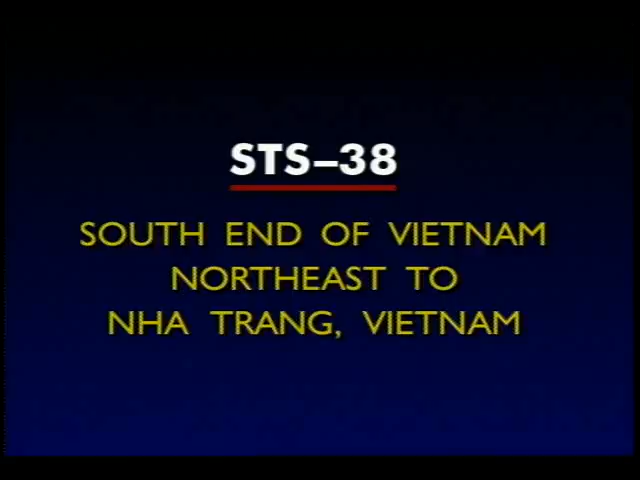 STS–38
SOUTH END OF VIETNAM
NORTHEAST TO
NHA TRANG, VIETNAM